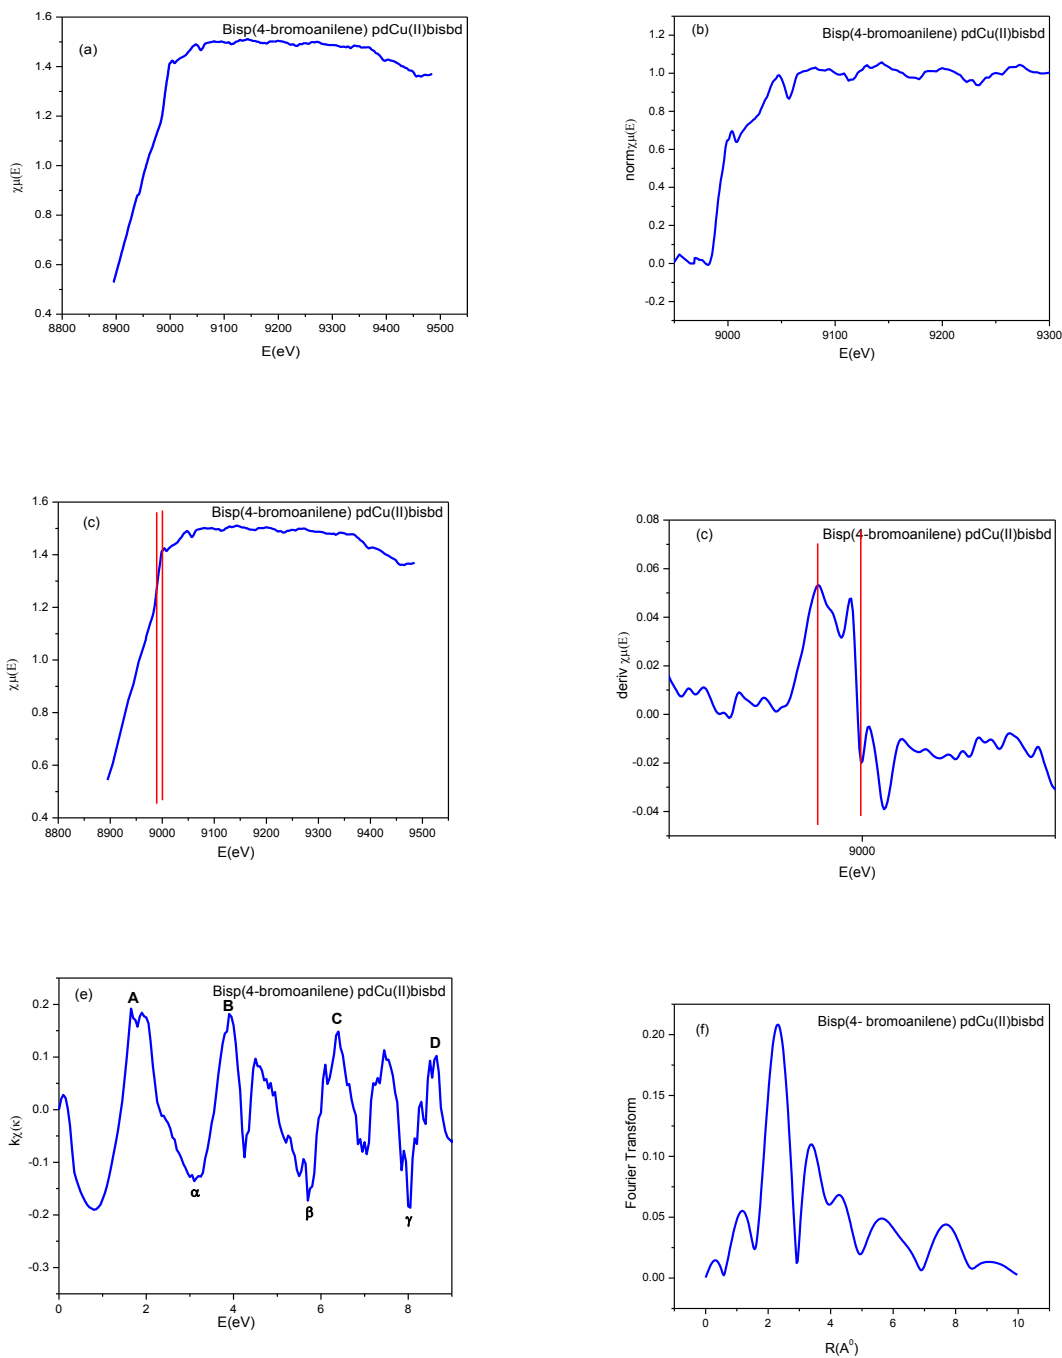 Bisp(4-bromoanilene) pdCu(II)bisbd
(a)
1.6
1.4
1.2
1.0
0.8
0.6
0.4
χμ(E)
8800 8900 9000 9100 9200 9300 9400 9500
E(eV)
Bisp(4-bromoanilene) pdCu(II)bisbd
(b)
1.2
1.0
0.8
0.6
0.4
0.2
0.0
-0.2
normχμ(E)
9000 9100 9200 9300
E(eV)
Bisp(4-bromoanilene) pdCu(II)bisbd
(c)
1.6
1.4
1.2
1.0
0.8
0.6
0.4
χμ(E)
8800 8900 9000 9100 9200 9300 9400 9500
E(eV)
Bisp(4-bromoanilene) pdCu(II)bisbd
(c)
0.08
0.06
0.04
0.02
0.00
-0.02
-0.04
deriv χμ(E)
9000
E(eV)
Bisp(4-bromoanilene) pdCu(II)bisbd
(e)
A
B
C
D
α
β
γ
0.2
0.1
0.0
-0.1
-0.2
-0.3
kχ(κ)
0 2 4 6 8
E(eV)
(f)
Bisp(4- bromoanilene) pdCu(II)bisbd
0.20
0.15
0.10
0.05
0.00
Fourier Transform
0 2 4 6 8 10
R(A⁰)